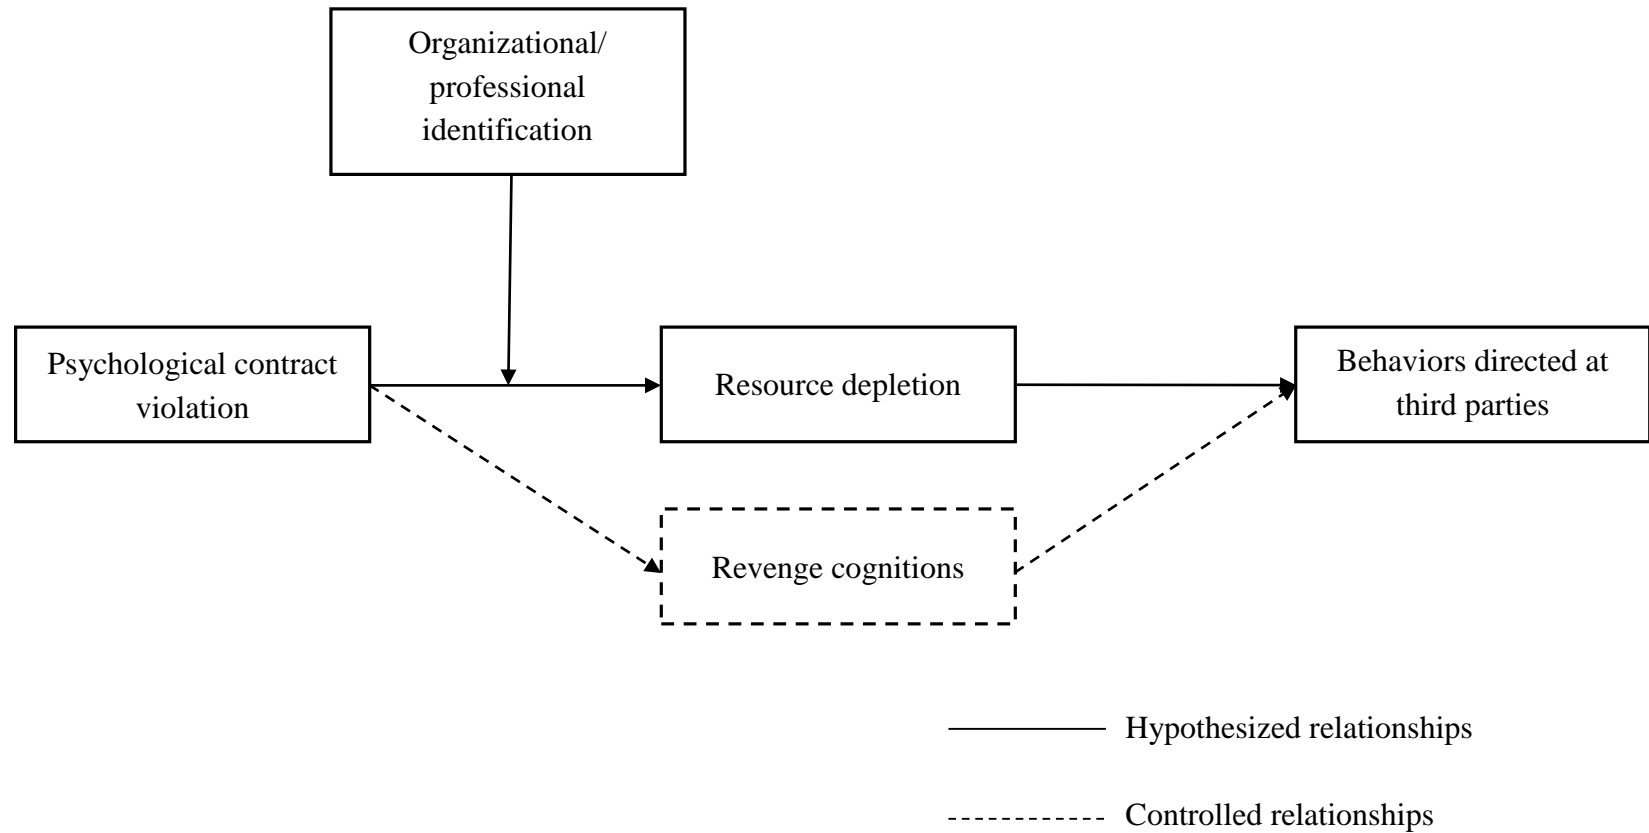 Organizational/
professional
identification
Psychological contract
violation
Resource depletion
Behaviors directed at
third parties
Revenge cognitions
Hypothesized relationships
Controlled relationships